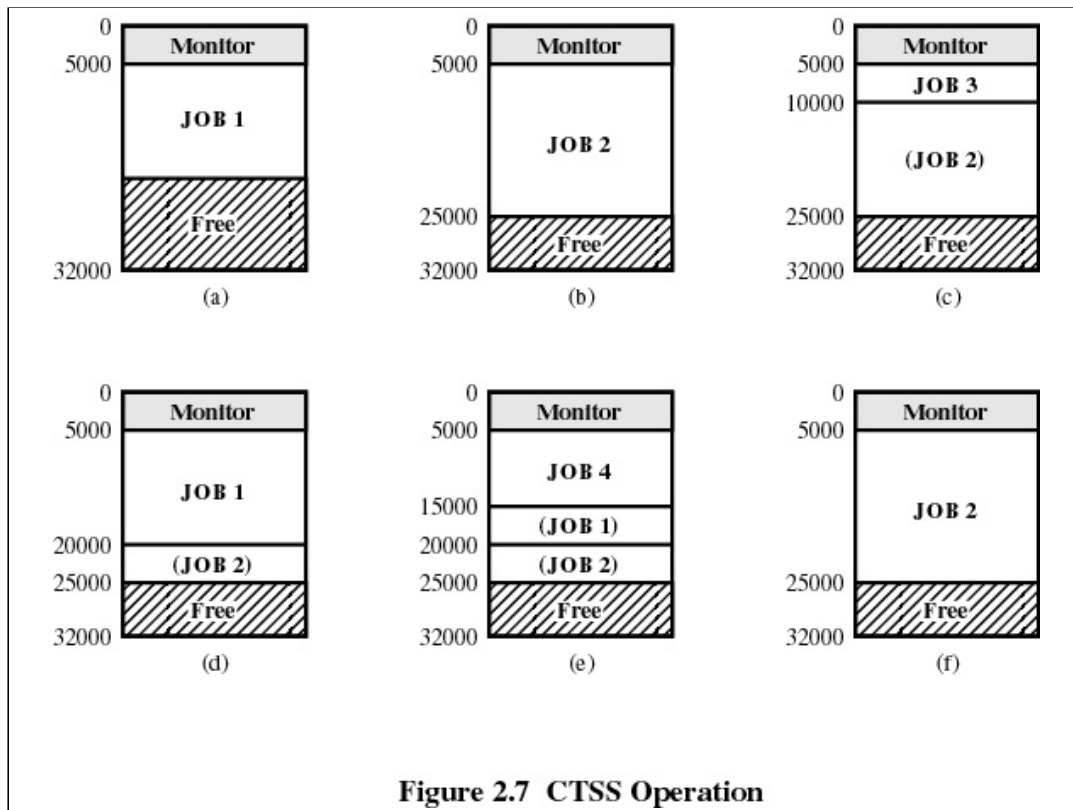 0
Monitor
5000
JOB 1
Free
32000
(a)
0
Monitor
5000
JOB 2
25000
Free
32000
(b)
0
Monitor
5000
JOB 3
10000
(JOB 2)
25000
Free
32000
(c)
0
Monitor
5000
JOB 1
20000
(JOB 2)
25000
Free
32000
(d)
0
Monitor
5000
JOB 4
15000
(JOB 1)
20000
(JOB 2)
25000
Free
32000
(e)
0
Monitor
5000
JOB 2
25000
Free
32000
(f)
Figure 2.7 CTSS Operation